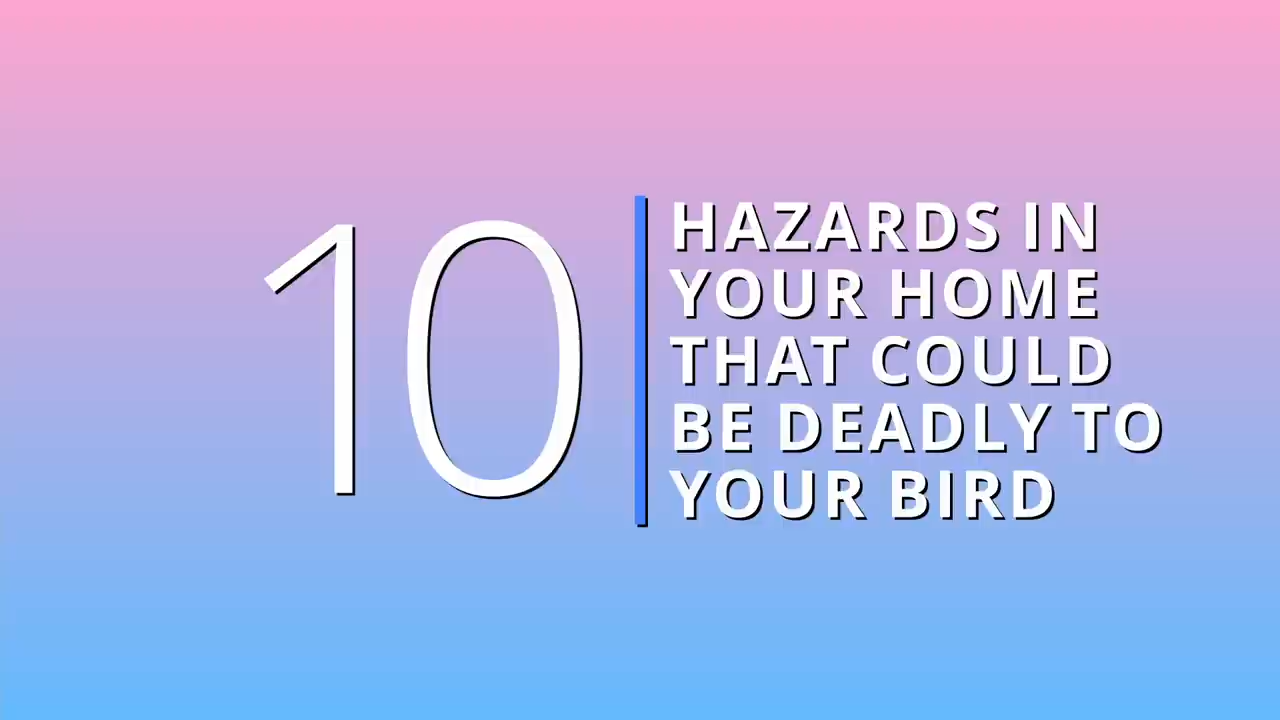 10
HAZARDS IN
YOUR HOME
THAT COULD
BE DEADLY TO
YOUR BIRD